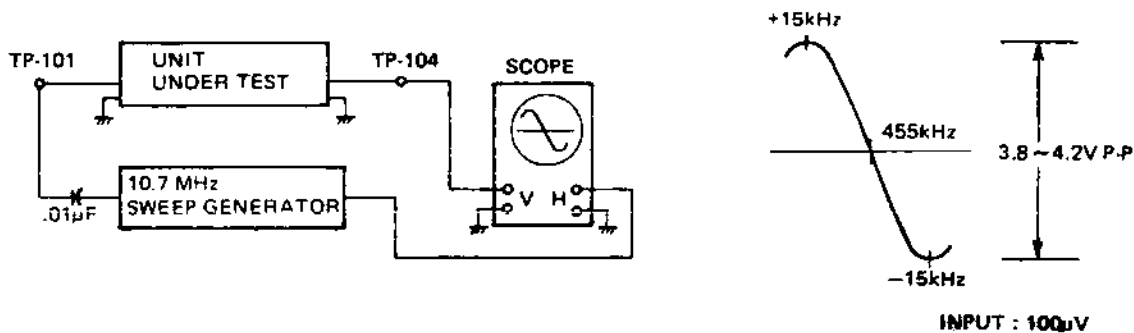 TP-101
UNIT
UNDER TEST
TP-104
SCOPE
V H
10.7 MHz
SWEEP GENERATOR
.01µF
+15kHz
455kHz
3.8~4.2V P-P
−15kHz
INPUT : 100µV